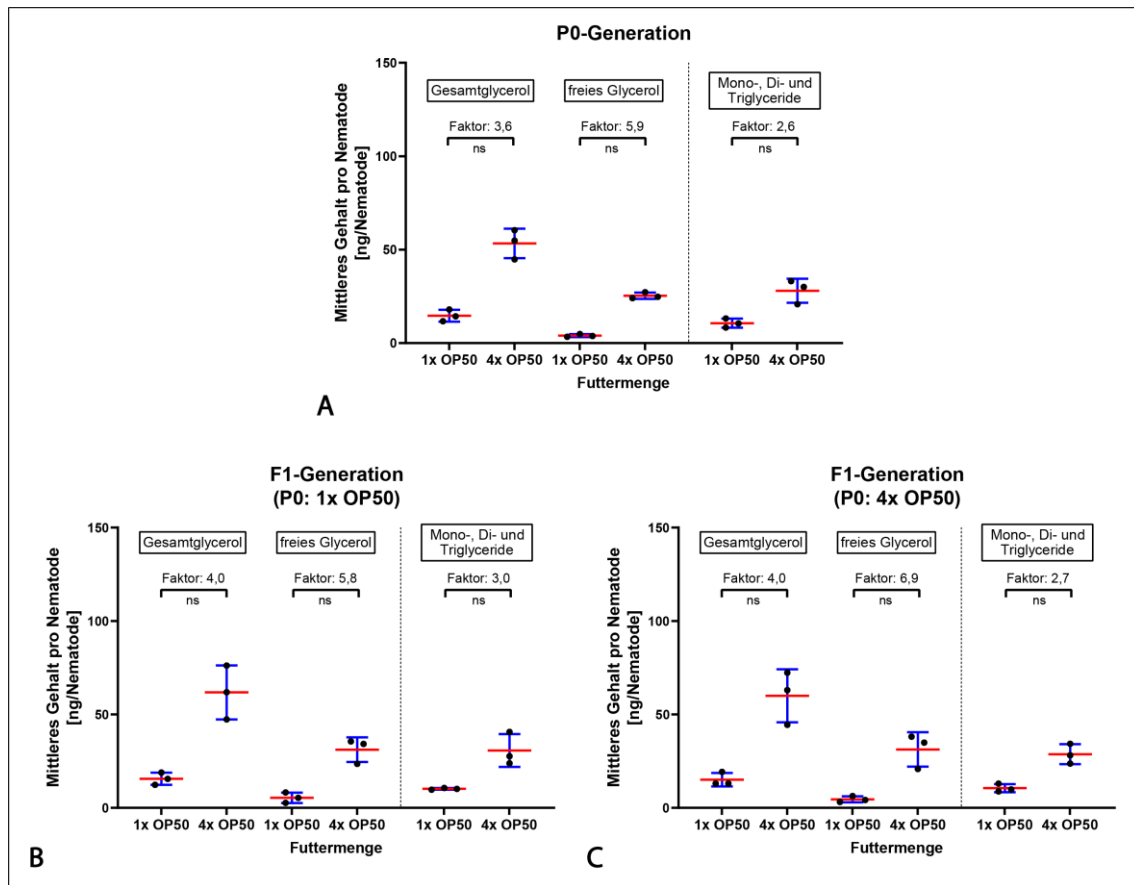 P0-Generation
Mittleres Gehalt pro Nematode
[ng/Nematode]
150
100
50
0
Gesamtglycerol
freies Glycerol
Mono-, Di- und
Triglyceride
Faktor: 3,6
Faktor: 5,9
Faktor: 2,6
ns
ns
ns
1x OP50
4x OP50
1x OP50
4x OP50
1x OP50
4x OP50
Futtermenge
A
F1-Generation
(P0: 1x OP50)
Mittleres Gehalt pro Nematode
[ng/Nematode]
150
100
50
0
Gesamtglycerol
freies Glycerol
Mono-, Di- und
Triglyceride
Faktor: 4,0
Faktor: 5,8
Faktor: 3,0
ns
ns
ns
1x OP50
4x OP50
1x OP50
4x OP50
1x OP50
4x OP50
Futtermenge
B
F1-Generation
(P0: 4x OP50)
Mittleres Gehalt pro Nematode
[ng/Nematode]
150
100
50
0
Gesamtglycerol
freies Glycerol
Mono-, Di- und
Triglyceride
Faktor: 4,0
Faktor: 6,9
Faktor: 2,7
ns
ns
ns
1x OP50
4x OP50
1x OP50
4x OP50
1x OP50
4x OP50
Futtermenge
C